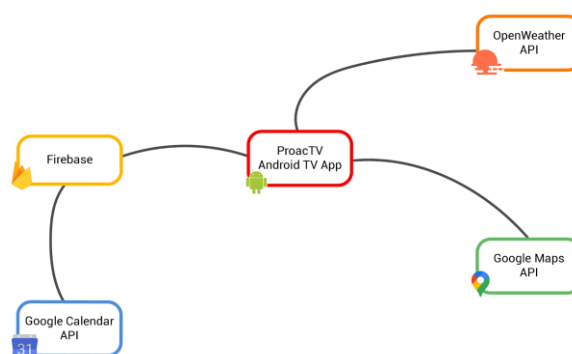 OpenWeather
API
ProacTV
Android TV App
Firebase
Google Maps
API
Google Calendar
API
31